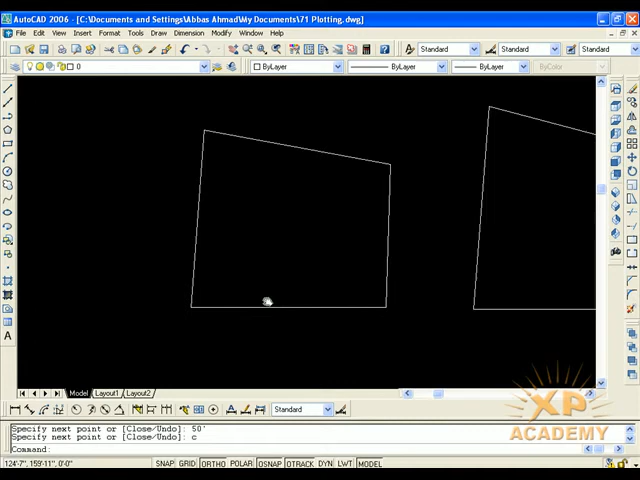 AutoCAD 2006 - [C:\Documents and Settings\Abbas Ahmad\My Documents\71 Plotting.dwg]
File Edit View Insert Format Tools Draw Dimension Modify Window Help
Standard Standard Standard
0 ByLayer ByLayer ByLayer ByColor
A
Model Layout1 Layout2
Standard
XP
ACADEMY
Specify next point or [Close/Undo]: 50'
Specify next point or [Close/Undo]: c
Command:
124'-7", 159'-11", 0'-0" SNAP GRID ORTHO POLAR OSNAP OTRACK DYN LWT MODEL